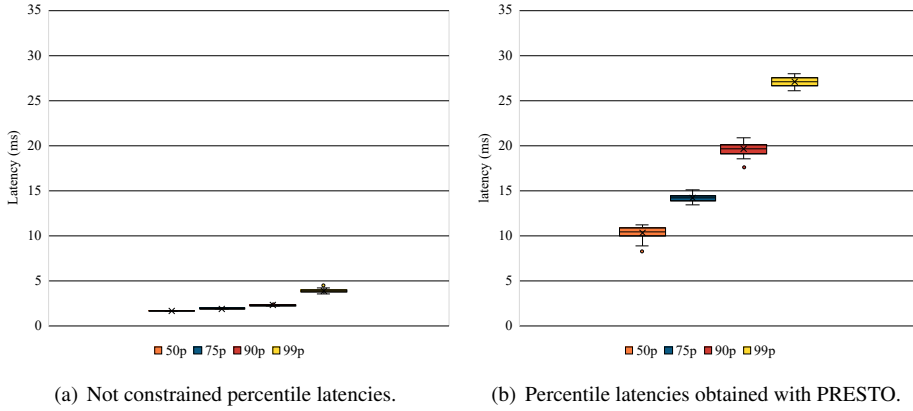 35
30
25
20
15
10
5
0
Latency (ms)
50p 75p 90p 99p
(a) Not constrained percentile latencies.
35
30
25
20
15
10
5
0
latency (ms)
50p 75p 90p 99p
(b) Percentile latencies obtained with PRESTO.